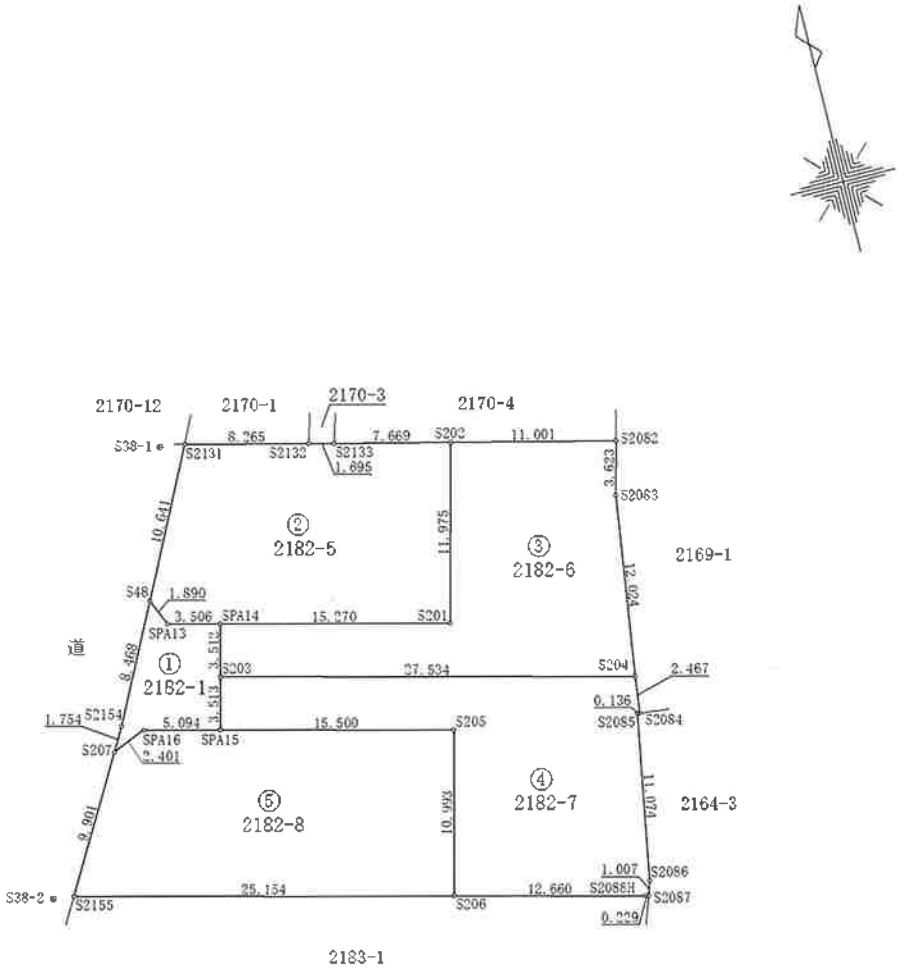 2170-12
2170-1
2170-3
2170-4
S38-1
S2131
8.265
S2132
1.695
S2133
7.669
S202
11.001
S2082
3.623
S2083
10.641
② 
2182-5
11.975
③
2182-6
12.024
2169-1
S48
1.890
3.506
SPA13
SPA14
15.270
S201
道
8.468
①
2182-1
3.512
S203
27.534
S204
2.467
3.513
0.136
S2085
S2084
S2154
1.754
S207
5.094
SPA16
2.401
SPA15
15.500
S205
⑤
2182-8
10.993
④
2182-7
11.074
2164-3
9.901
1.007
S2086
S38-2
S2155
25.154
S206
12.660
S2088H
S2087
0.229
2183-1